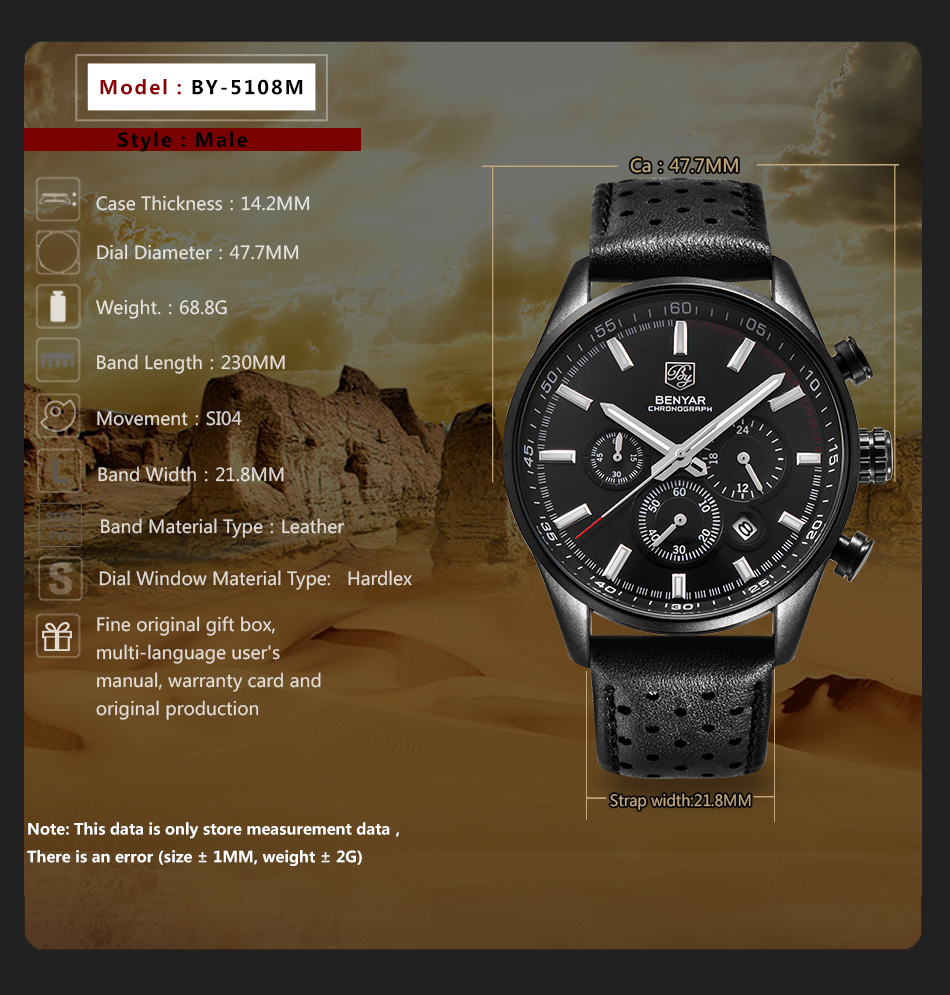 Model : BY-5108M
Style : Male
Case Thickness : 14.2MM
Dial Diameter : 47.7MM
Weight. : 68.8G
Band Length : 230MM
Movement : SI04
L
Band Width : 21.8MM
Band Material Type : Leather
S
Dial Window Material Type: Hardlex
Fine original gift box,
multi-language user's
manual, warranty card and
original production
Note: This data is only store measurement data ,
There is an error (size ± 1MM, weight ± 2G)
Ca : 47.7MM
60
05
10
15
20
25
30
35
40
45
50
55
By
BENYAR
CHRONOGRAPH
45
15
30
24
18
12
60
50
10
40
20
30
8
Strap width:21.8MM